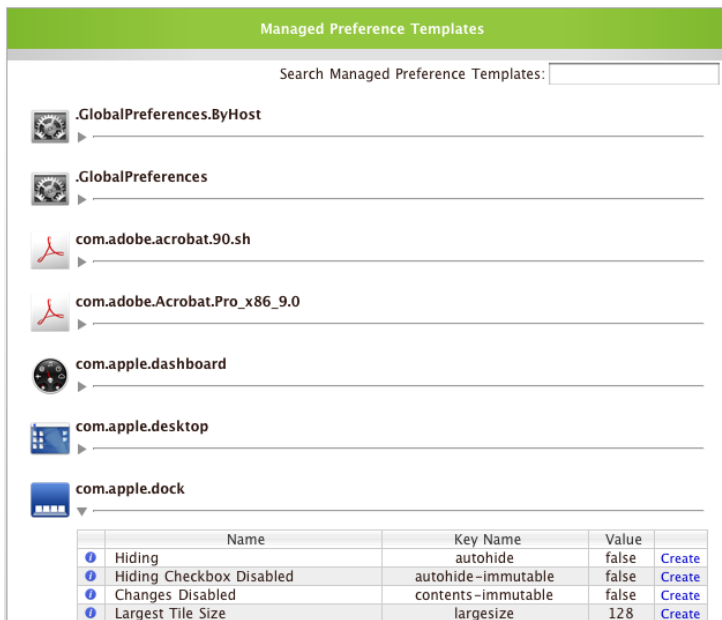 Managed Preference Templates
Search Managed Preference Templates:
.GlobalPreferences.ByHost
.GlobalPreferences
com.adobe.acrobat.90.sh
com.adobe.Acrobat.Pro_x86_9.0
com.apple.dashboard
com.apple.desktop
com.apple.dock
Name Key Name Value
Hiding autohide false Create
Hiding Checkbox Disabled autohide-immutable false Create
Changes Disabled contents-immutable false Create
Largest Tile Size largesize 128 Create